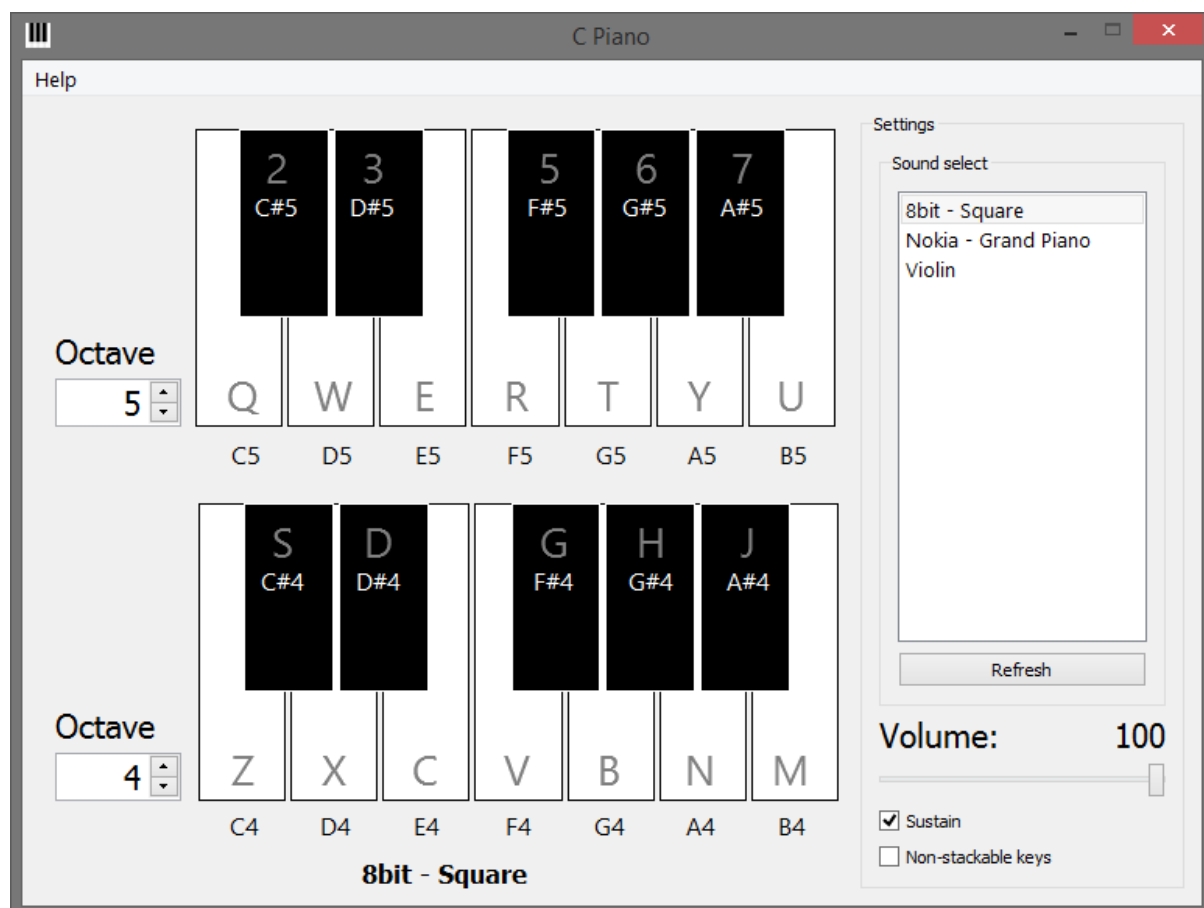 C Piano
Help
2 3 5 6 7
C#5 D#5 F#5 G#5 A#5
Octave
5
Q W E R T Y U
C5 D5 E5 F5 G5 A5 B5
S D G H J
C#4 D#4 F#4 G#4 A#4
Octave
4
Z X C V B N M
C4 D4 E4 F4 G4 A4 B4
8bit - Square
Settings
Sound select
8bit - Square
Nokia - Grand Piano
Violin
Refresh
Volume: 100
Sustain
Non-stackable keys